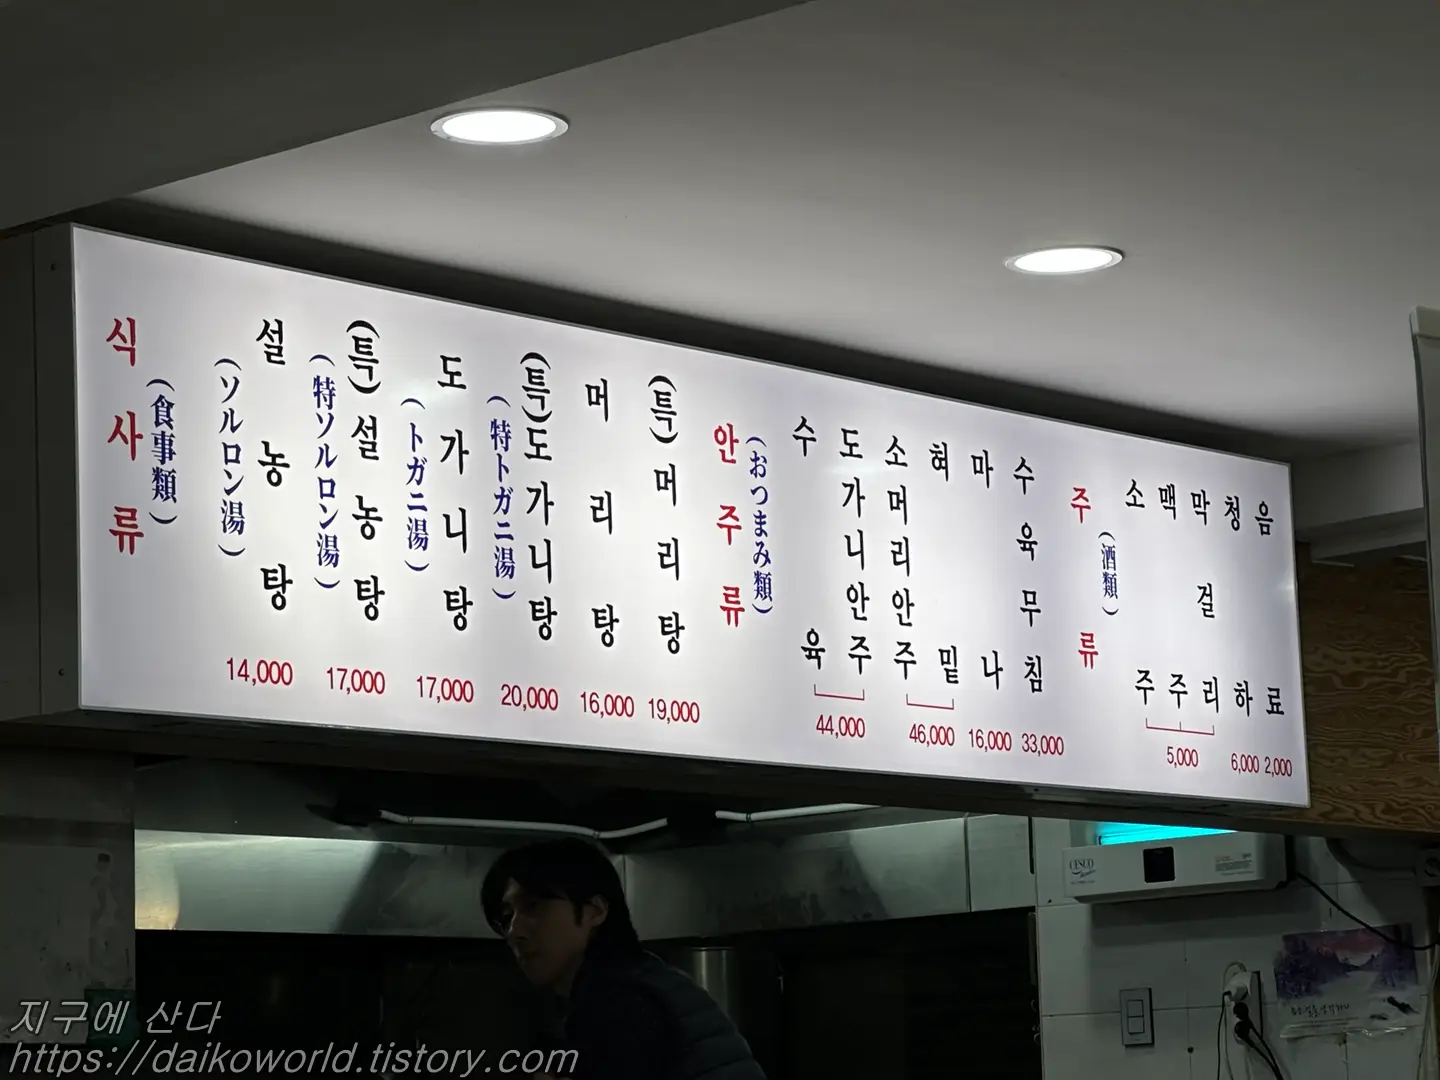 식사류
(食事類)
설농탕
(ソルロン湯)
14,000
(특)설농탕
(特ソルロン湯)
17,000
도가니탕
(トガニ湯)
17,000
(특)도가니탕
(特トガニ湯)
20,000
머리탕
16,000
(특)머리탕
19,000
안주류
(おつまみ類)
수육
도가니안주
44,000
소머리안주
혀밑
46,000
마나
16,000
수육무침
33,000
주류
(酒類)
소주
맥주
막걸리
5,000
청하
6,000
음료
2,000
CESCO
지구에 산다
https://daikoworld.tistory.com/